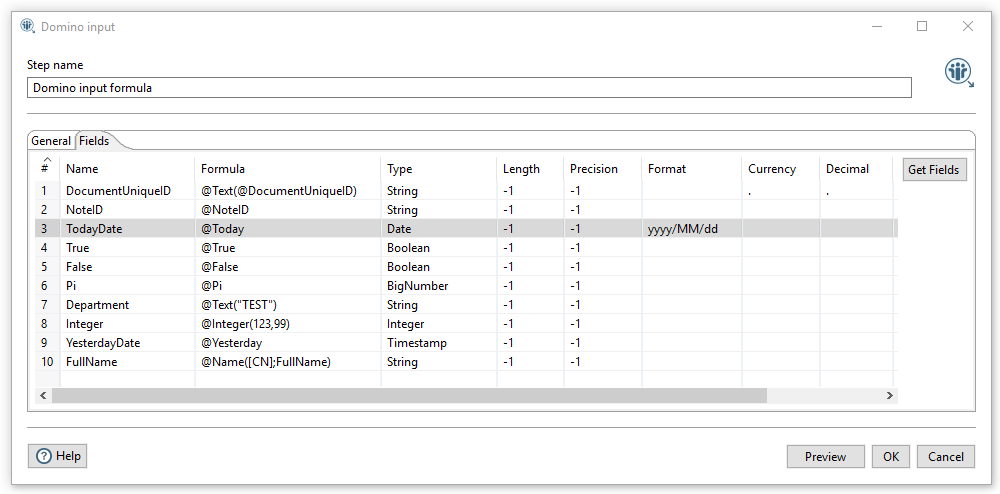 Domino input
Step name
Domino input formula
General Fields
# Name Formula Type Length Precision Format Currency Decimal Get Fields
1 DocumentUniqueID @Text(@DocumentUniqueID) String -1 -1 . .
2 NoteID @NoteID String -1 -1
3 TodayDate @Today Date -1 -1 yyyy/MM/dd
4 True @True Boolean -1 -1
5 False @False Boolean -1 -1
6 Pi @Pi BigNumber -1 -1
7 Department @Text("TEST") String -1 -1
8 Integer @Integer(123,99) Integer -1 -1
9 YesterdayDate @Yesterday Timestamp -1 -1
10 FullName @Name([CN];FullName) String -1 -1
? Help Preview OK Cancel